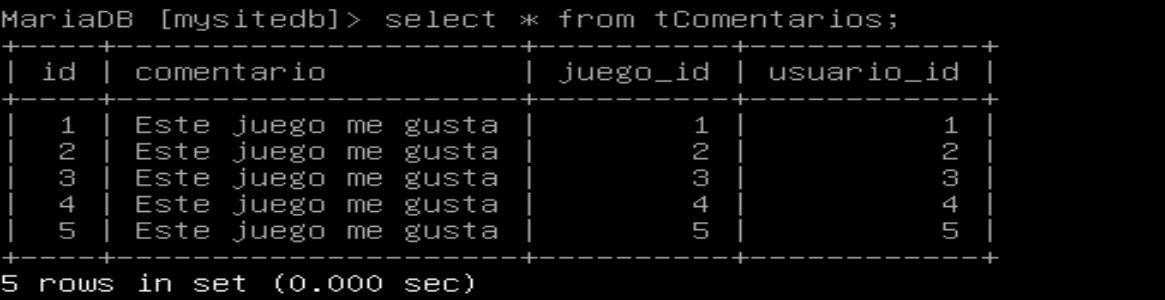 MariaDB [mysitedb]> select * from tComentarios;
+----+----------------------+----------+------------+
| id | comentario           | juego_id | usuario_id |
+----+----------------------+----------+------------+
|  1 | Este juego me gusta  |        1 |          1 |
|  2 | Este juego me gusta  |        2 |          2 |
|  3 | Este juego me gusta  |        3 |          3 |
|  4 | Este juego me gusta  |        4 |          4 |
|  5 | Este juego me gusta  |        5 |          5 |
+----+----------------------+----------+------------+
5 rows in set (0.000 sec)